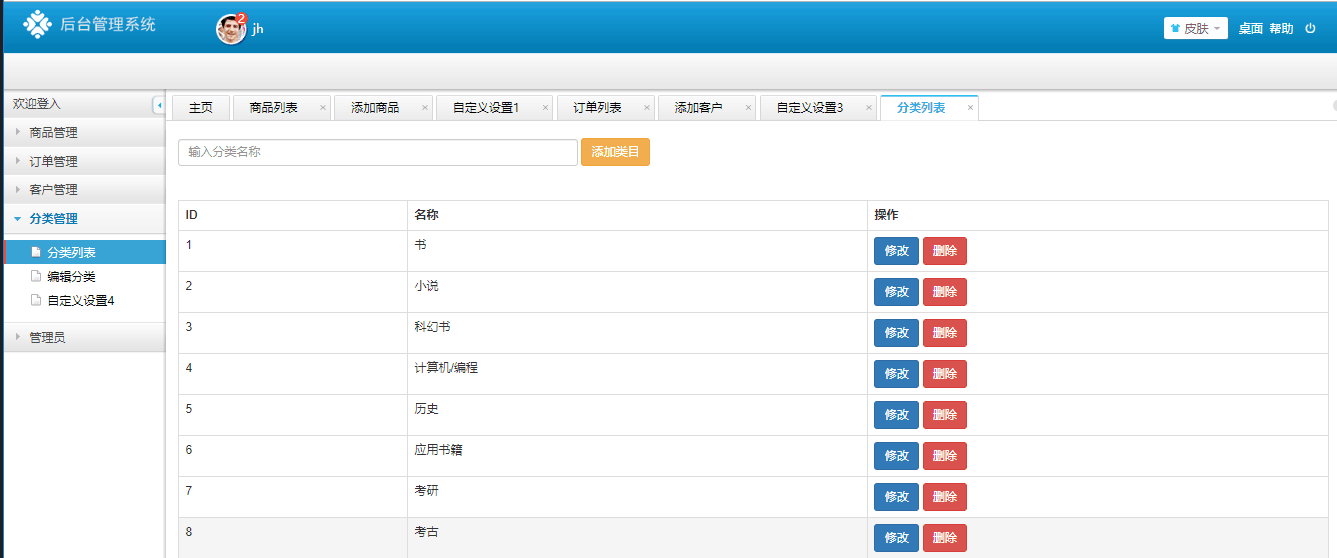 后台管理系统
2
jh
皮肤
桌面 帮助
欢迎登入
主页 商品列表 × 添加商品 × 自定义设置1 × 订单列表 × 添加客户 × 自定义设置3 × 分类列表 ×
商品管理
订单管理
客户管理
分类管理
分类列表
编辑分类
自定义设置4
管理员
输入分类名称 添加类目
ID 名称 操作
1 书 修改 删除
2 小说 修改 删除
3 科幻书 修改 删除
4 计算机/编程 修改 删除
5 历史 修改 删除
6 应用书籍 修改 删除
7 考研 修改 删除
8 考古 修改 删除